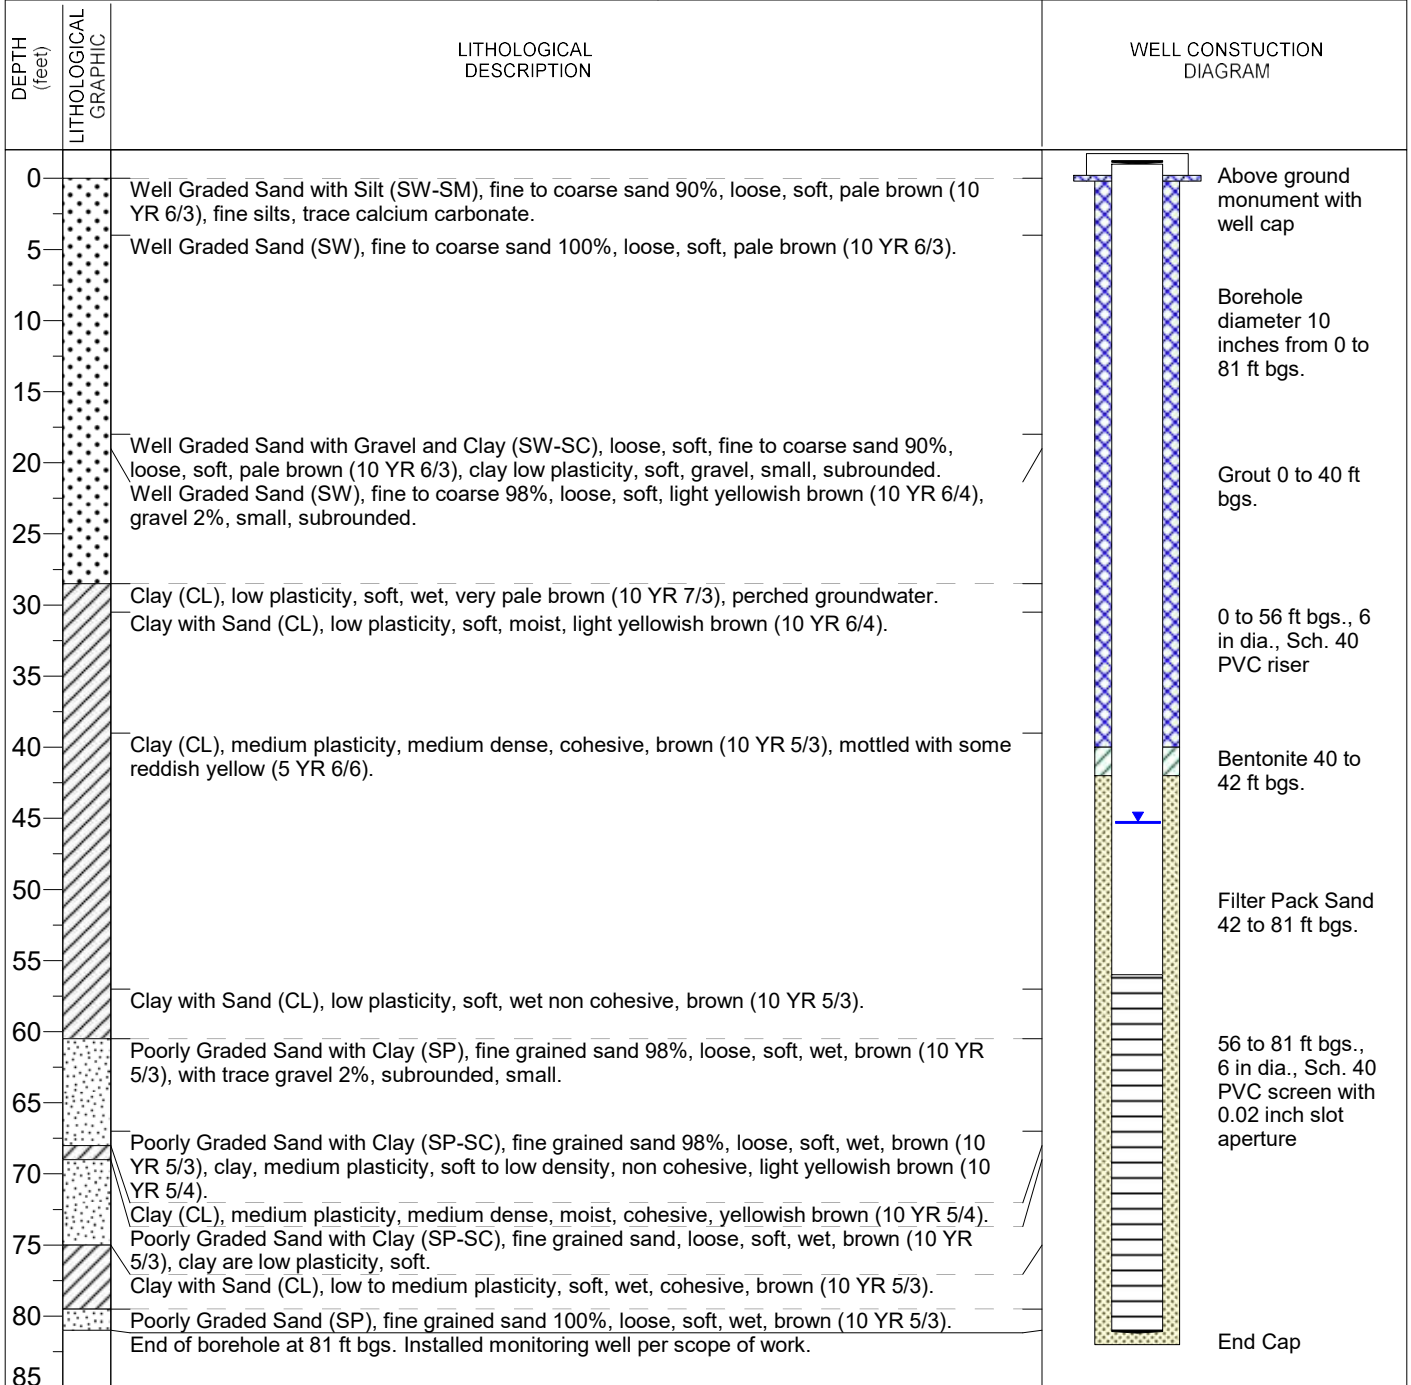 DEPTH
(feet)
LITHOLOGICAL
GRAPHIC
LITHOLOGICAL
DESCRIPTION
WELL CONSTUCTION
DIAGRAM
0
5
10
15
20
25
30
35
40
45
50
55
60
65
70
75
80
85
Well Graded Sand with Silt (SW-SM), fine to coarse sand 90%, loose, soft, pale brown (10
YR 6/3), fine silts, trace calcium carbonate.
Well Graded Sand (SW), fine to coarse sand 100%, loose, soft, pale brown (10 YR 6/3).
Well Graded Sand with Gravel and Clay (SW-SC), loose, soft, fine to coarse sand 90%,
loose, soft, pale brown (10 YR 6/3), clay low plasticity, soft, gravel, small, subrounded.
Well Graded Sand (SW), fine to coarse 98%, loose, soft, light yellowish brown (10 YR 6/4),
gravel 2%, small, subrounded.
Clay (CL), low plasticity, soft, wet, very pale brown (10 YR 7/3), perched groundwater.
Clay with Sand (CL), low plasticity, soft, moist, light yellowish brown (10 YR 6/4).
Clay (CL), medium plasticity, medium dense, cohesive, brown (10 YR 5/3), mottled with some
reddish yellow (5 YR 6/6).
Clay with Sand (CL), low plasticity, soft, wet non cohesive, brown (10 YR 5/3).
Poorly Graded Sand with Clay (SP), fine grained sand 98%, loose, soft, wet, brown (10 YR
5/3), with trace gravel 2%, subrounded, small.
Poorly Graded Sand with Clay (SP-SC), fine grained sand 98%, loose, soft, wet, brown (10
YR 5/3), clay, medium plasticity, soft to low density, non cohesive, light yellowish brown (10
YR 5/4).
Clay (CL), medium plasticity, medium dense, moist, cohesive, yellowish brown (10 YR 5/4).
Poorly Graded Sand with Clay (SP-SC), fine grained sand, loose, soft, wet, brown (10 YR
5/3), clay are low plasticity, soft.
Clay with Sand (CL), low to medium plasticity, soft, wet, cohesive, brown (10 YR 5/3).
Poorly Graded Sand (SP), fine grained sand 100%, loose, soft, wet, brown (10 YR 5/3).
End of borehole at 81 ft bgs. Installed monitoring well per scope of work.
Above ground
monument with
well cap
Borehole
diameter 10
inches from 0 to
81 ft bgs.
Grout 0 to 40 ft
bgs.
0 to 56 ft bgs., 6
in dia., Sch. 40
PVC riser
Bentonite 40 to
42 ft bgs.
Filter Pack Sand
42 to 81 ft bgs.
56 to 81 ft bgs.,
6 in dia., Sch. 40
PVC screen with
0.02 inch slot
aperture
End Cap